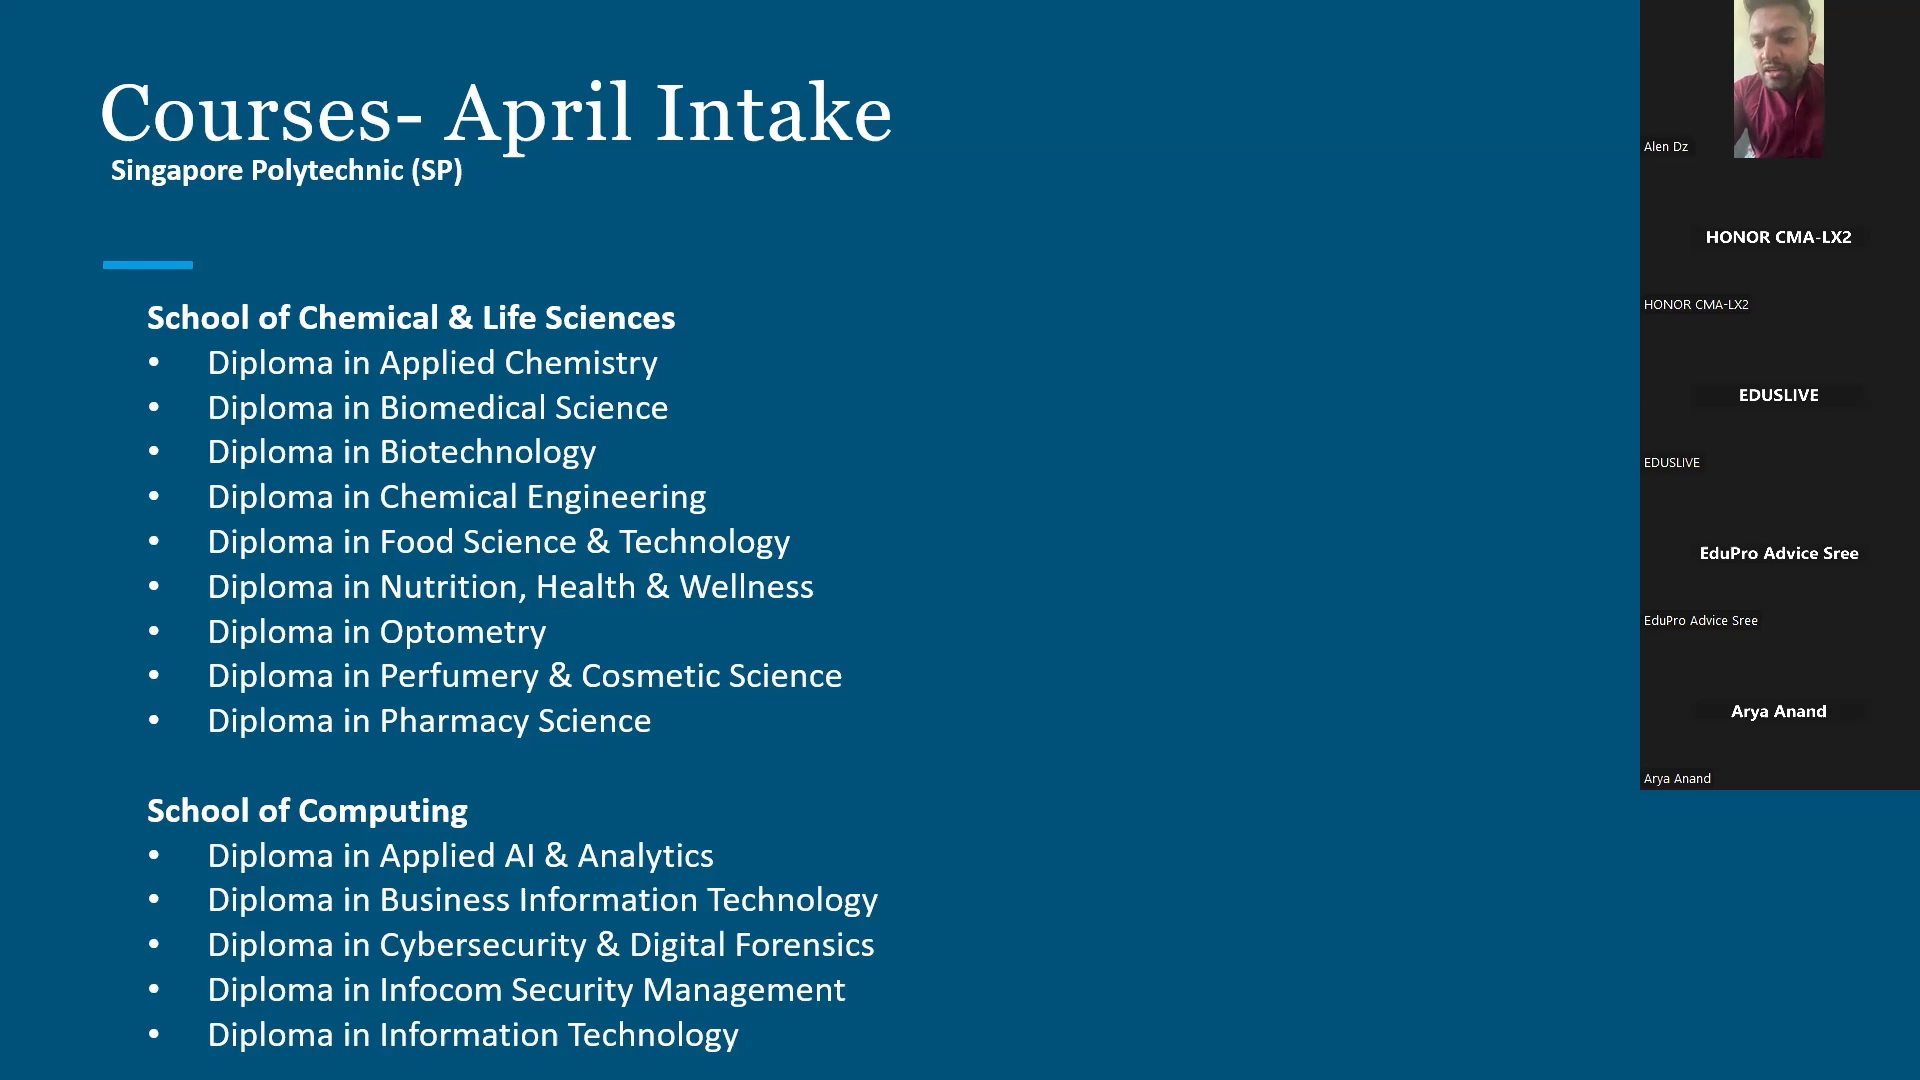 Courses- April Intake
Singapore Polytechnic (SP)
School of Chemical & Life Sciences
• Diploma in Applied Chemistry
• Diploma in Biomedical Science
• Diploma in Biotechnology
• Diploma in Chemical Engineering
• Diploma in Food Science & Technology
• Diploma in Nutrition, Health & Wellness
• Diploma in Optometry
• Diploma in Perfumery & Cosmetic Science
• Diploma in Pharmacy Science
School of Computing
• Diploma in Applied AI & Analytics
• Diploma in Business Information Technology
• Diploma in Cybersecurity & Digital Forensics
• Diploma in Infocom Security Management
• Diploma in Information Technology
Alen Dz
HONOR CMA-LX2
HONOR CMA-LX2
EDUSLIVE
EDUSLIVE
EduPro Advice Sree
EduPro Advice Sree
Arya Anand
Arya Anand